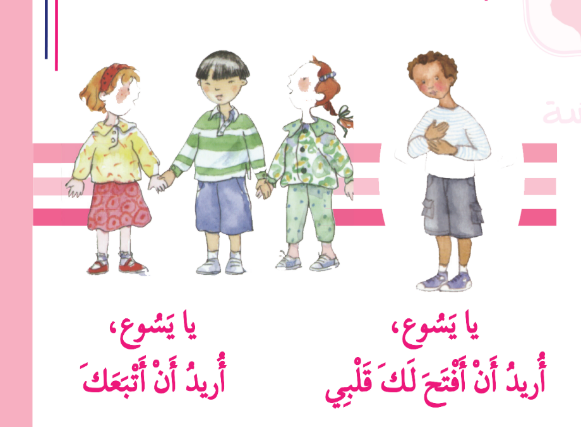 يا يَسُوع،
أُريدُ أَنْ أَفْتَحَ لَكَ قَلْبِي
يا يَسُوع،
أُريدُ أَنْ أَتْبَعَكَ